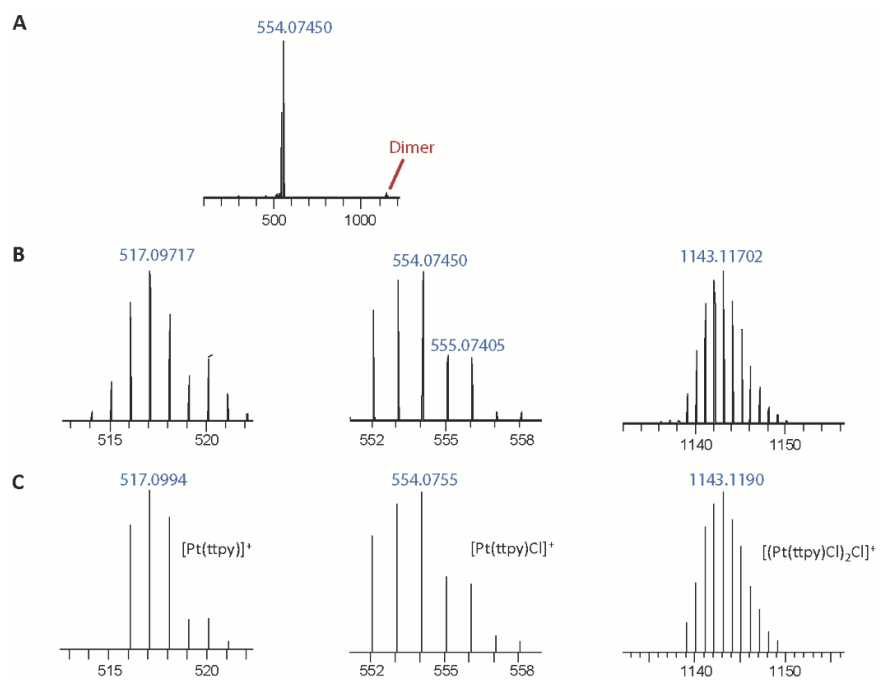 A
554.07450
Dimer
500 1000
B
517.09717 554.07450 1143.11702
555.07405
515 520 552 555 558 1140 1150
C
517.0994 554.0755 1143.1190
[Pt(ttpy)]⁺ [Pt(ttpy)Cl]⁺ [(Pt(ttpy)Cl)₂Cl]⁺
515 520 552 555 558 1140 1150